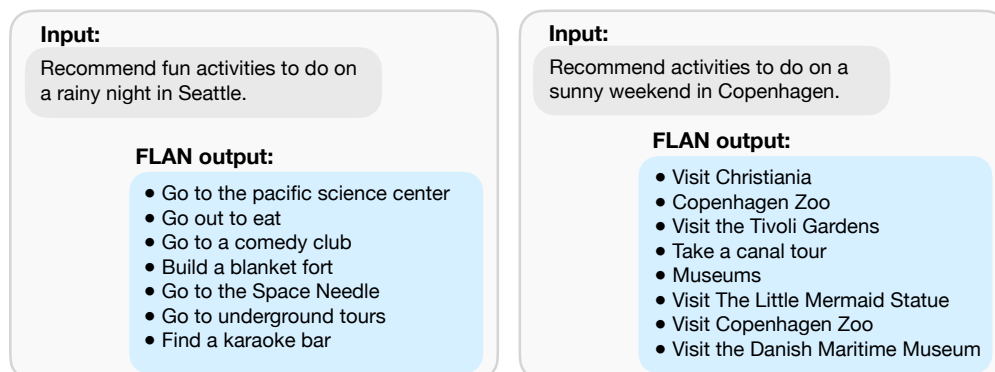 Input:
Recommend fun activities to do on
a rainy night in Seattle.
FLAN output:
• Go to the pacific science center
• Go out to eat
• Go to a comedy club
• Build a blanket fort
• Go to the Space Needle
• Go to underground tours
• Find a karaoke bar
Input:
Recommend activities to do on a
sunny weekend in Copenhagen.
FLAN output:
• Visit Christiania
• Copenhagen Zoo
• Visit the Tivoli Gardens
• Take a canal tour
• Museums
• Visit The Little Mermaid Statue
• Visit Copenhagen Zoo
• Visit the Danish Maritime Museum